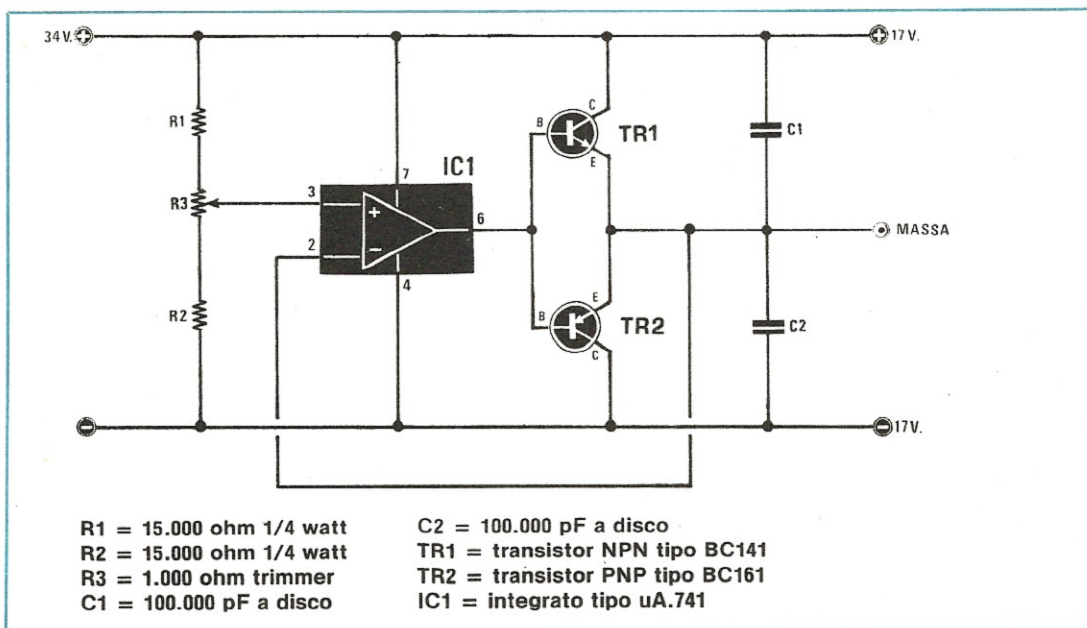 34V.
17V.
R1
R3
R2
3
2
7
4
6
IC1
+
−
B
C
E
TR1
B
E
C
TR2
C1
MASSA
C2
17V.
R1 = 15.000 ohm 1/4 watt
R2 = 15.000 ohm 1/4 watt
R3 = 1.000 ohm trimmer
C1 = 100.000 pF a disco
C2 = 100.000 pF a disco
TR1 = transistor NPN tipo BC141
TR2 = transistor PNP tipo BC161
IC1 = integrato tipo uA.741